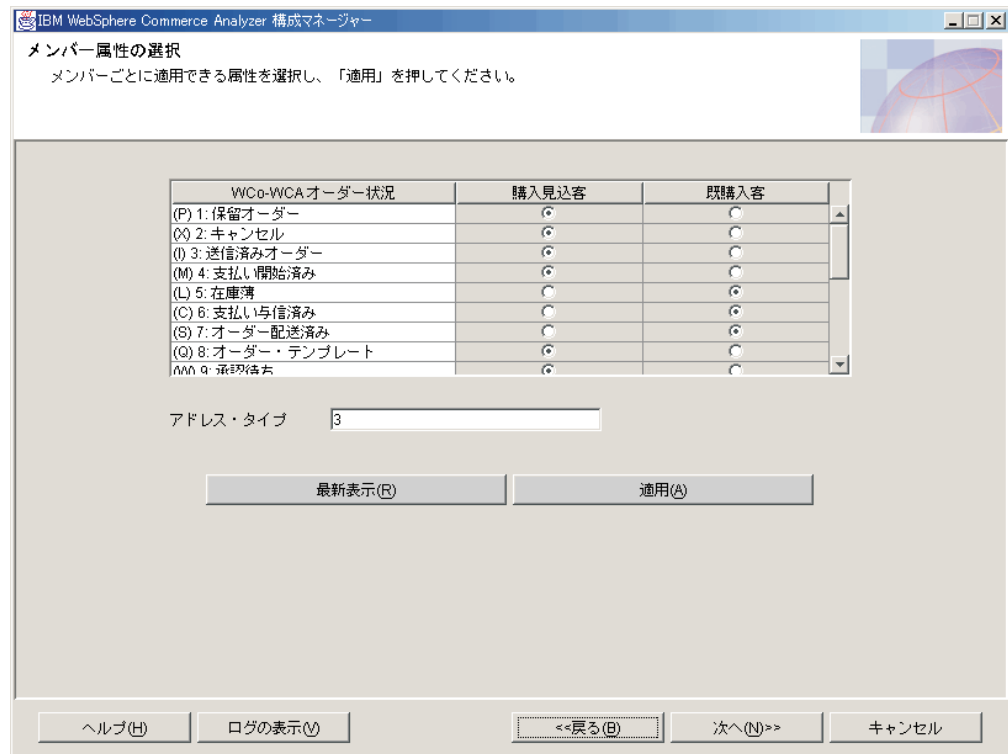 IBM WebSphere Commerce Analyzer 構成マネージャー
メンバー属性の選択
メンバーごとに適用できる属性を選択し、「適用」を押してください。
WCo-WCAオーダー状況 購入見込客 既購入客
(P) 1: 保留オーダー
(X) 2: キャンセル
(I) 3: 送信済みオーダー
(M) 4: 支払い開始済み
(L) 5: 在庫薄
(C) 6: 支払い与信済み
(S) 7: オーダー配送済み
(Q) 8: オーダー・テンプレート
(W) 9: 承認待ち
アドレス・タイプ 3
最新表示(R) 適用(A)
ヘルプ(H) ログの表示(V) <<戻る(B) 次へ(N)>> キャンセル